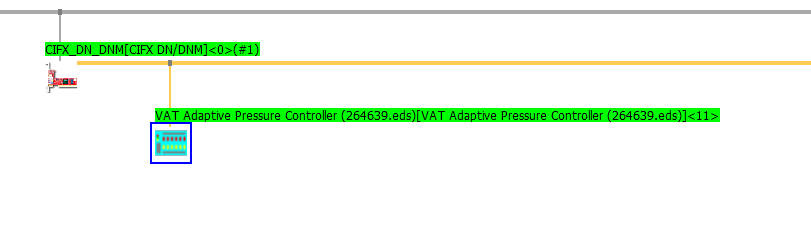 CIFX_DN_DNM[CIFX DN/DNM]<0>(#1)
VAT Adaptive Pressure Controller (264639.eds)[VAT Adaptive Pressure Controller (264639.eds)]<11>